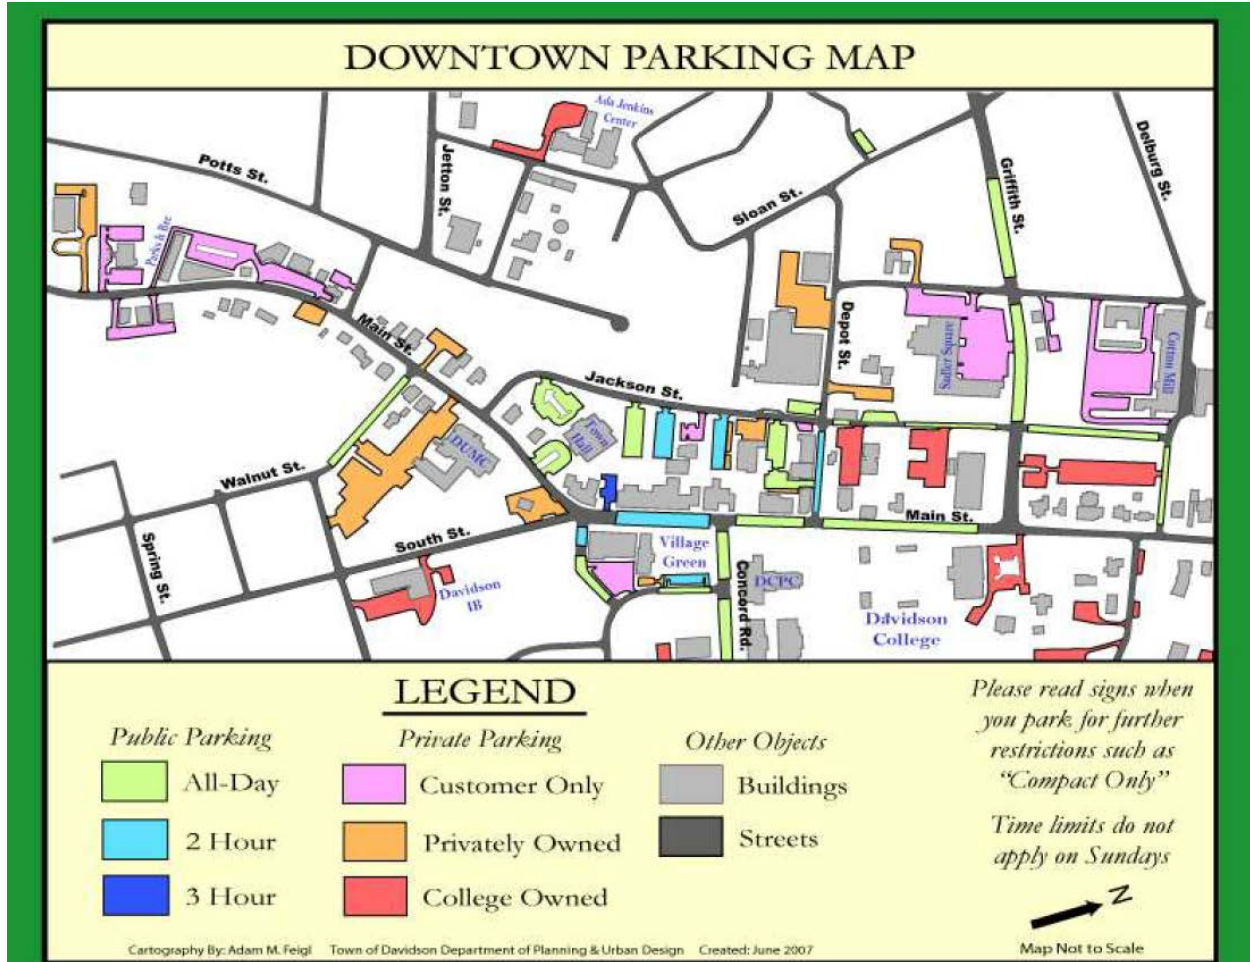 DOWNTOWN PARKING MAP
Ada Jenkins
Center
Potts St.
Jetton St.
Sloan St.
Griffith St.
Delburg St.
Parks & Rec
Main St.
Depot St.
Sadler Square
Cotton Mill
Jackson St.
Town
Hall
DUMC
Walnut St.
Main St.
South St.
Spring St.
Village
Green
Concord Rd.
DCPC
Davidson
IB
Davidson
College
LEGEND
Public Parking
All-Day
2 Hour
3 Hour
Private Parking
Customer Only
Privately Owned
College Owned
Other Objects
Buildings
Streets
Please read signs when
you park for further
restrictions such as
“Compact Only”
Time limits do not
apply on Sundays
N
Map Not to Scale
Cartography By: Adam M. Feigl Town of Davidson Department of Planning & Urban Design Created: June 2007